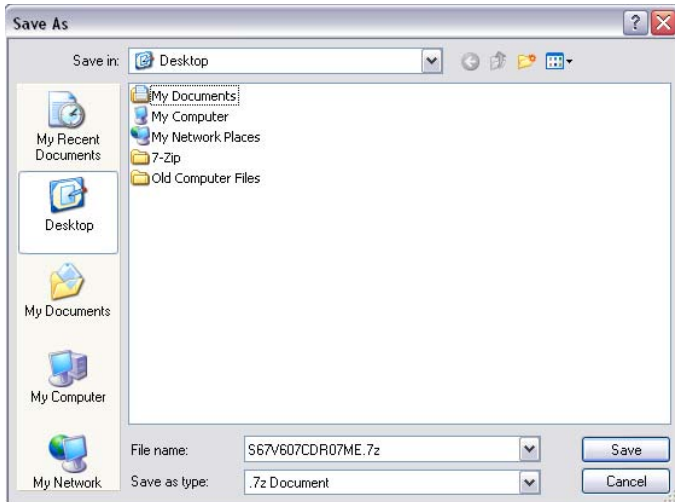 Save As
Save in:
Desktop
My Recent
Documents
Desktop
My Documents
My Computer
My Network
My Documents
My Computer
My Network Places
7-Zip
Old Computer Files
File name:
S67V607CDR07ME.7z
Save
Save as type:
.7z Document
Cancel